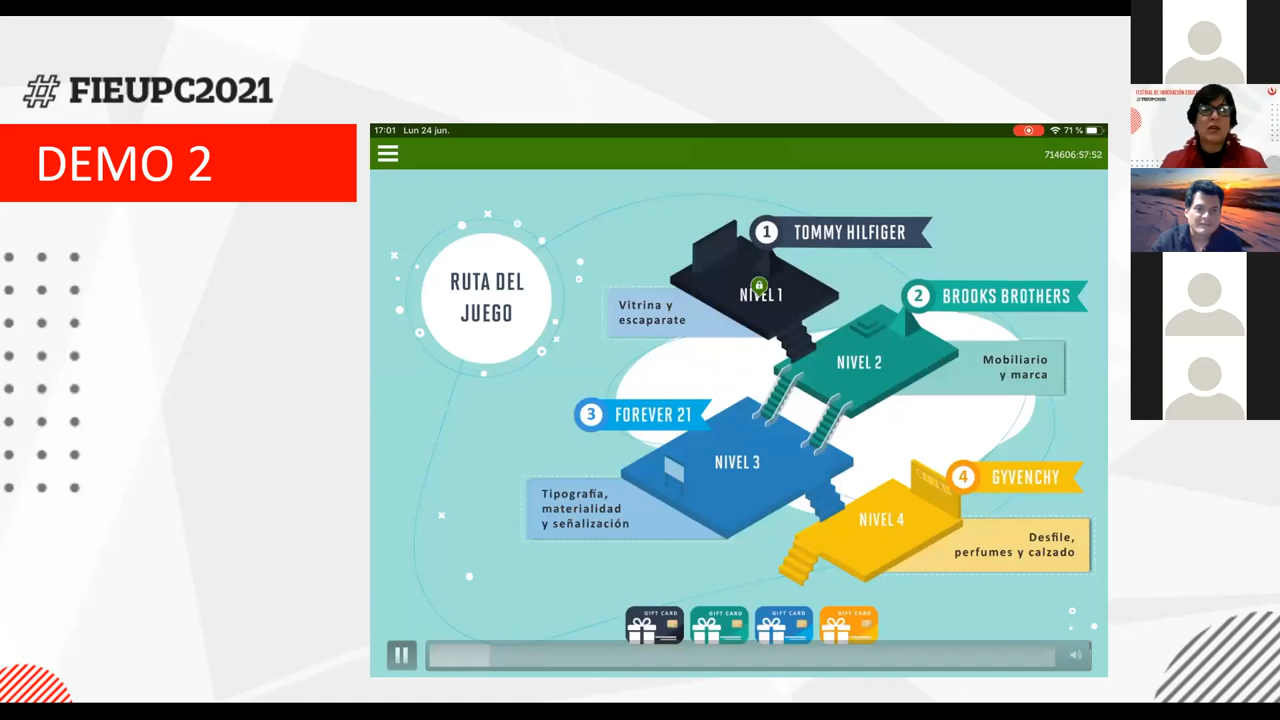 # FIEUPC2021
DEMO 2
17:01 Lun 24 jun.
71 %
714606:57:52
RUTA DEL
JUEGO
1 TOMMY HILFIGER
NIVEL 1
Vitrina y
escaparate
2 BROOKS BROTHERS
NIVEL 2
Mobiliario
y marca
3 FOREVER 21
NIVEL 3
Tipografía,
materialidad
y señalización
4 GYVENCHY
NIVEL 4
Desfile,
perfumes y calzado
GIFT CARD
GIFT CARD
GIFT CARD
GIFT CARD
#FIEUPC2021